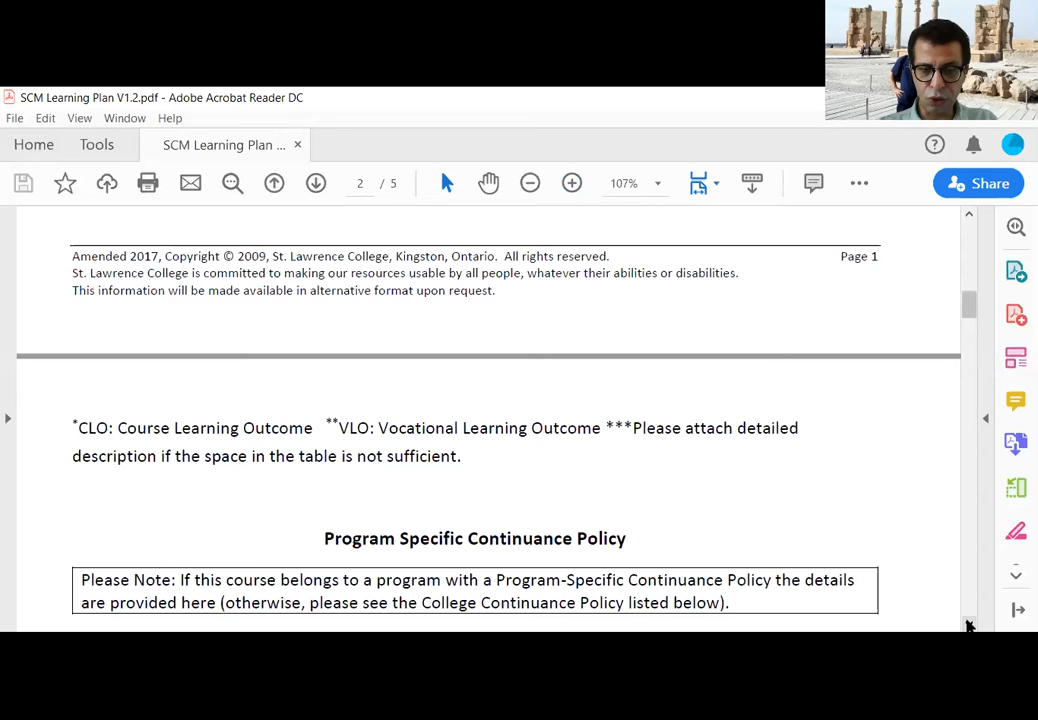 SCM Learning Plan V1.2.pdf - Adobe Acrobat Reader DC
File Edit View Window Help
Home Tools SCM Learning Plan ... ×
2 / 5 107% Share
Amended 2017, Copyright © 2009, St. Lawrence College, Kingston, Ontario. All rights reserved. Page 1
St. Lawrence College is committed to making our resources usable by all people, whatever their abilities or disabilities.
This information will be made available in alternative format upon request.
*CLO: Course Learning Outcome **VLO: Vocational Learning Outcome ***Please attach detailed
description if the space in the table is not sufficient.
Program Specific Continuance Policy
Please Note: If this course belongs to a program with a Program-Specific Continuance Policy the details
are provided here (otherwise, please see the College Continuance Policy listed below).